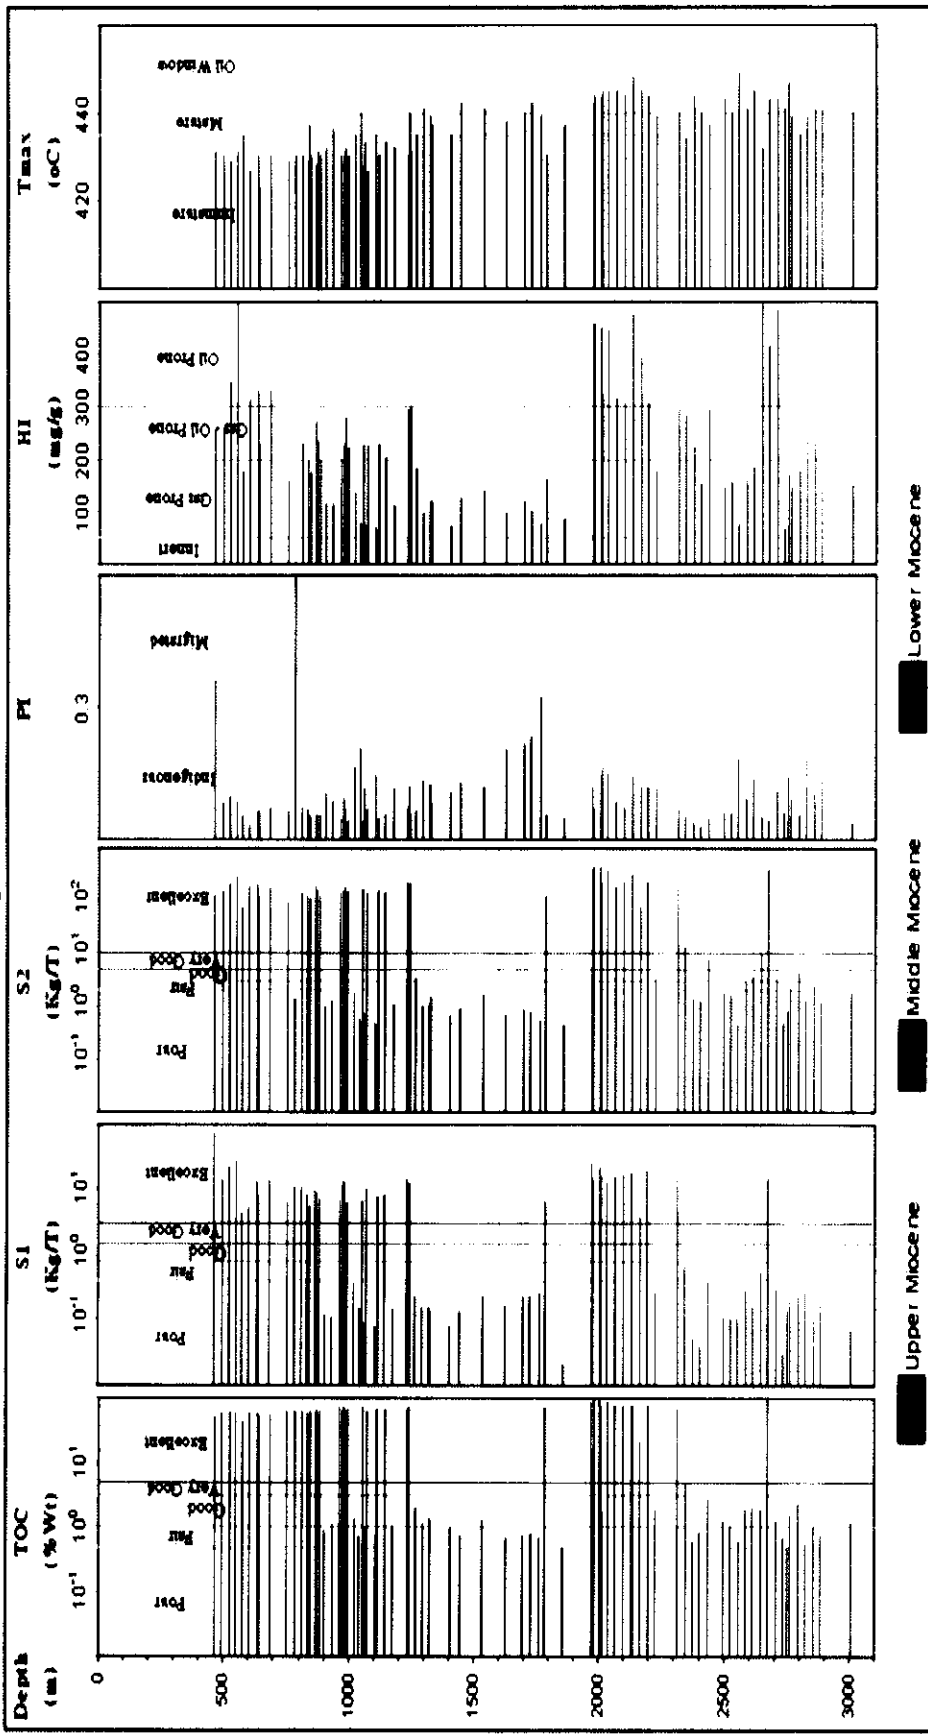 Depth TOC S1 S2 PI HI Tmax
(m) (%Wt) (Kg/T) (Kg/T) (mg/g) (oC)
10⁻¹ 10⁰ 10¹ 10⁻¹ 10⁰ 10¹ 10⁻¹ 10⁰ 10¹ 10² 0.3 100 200 300 400 420 440
0
500
1000
1500
2000
2500
3000
Poor Fair Good Very Good Excellent
Poor Fair Good Very Good Excellent
Poor Fair Good Very Good Excellent
Indigenous Migrated
Innert Gas Prone Gas, Oil Prone Oil Prone
Immature Mature Oil Window
Upper Miocene Middle Miocene Lower Miocene